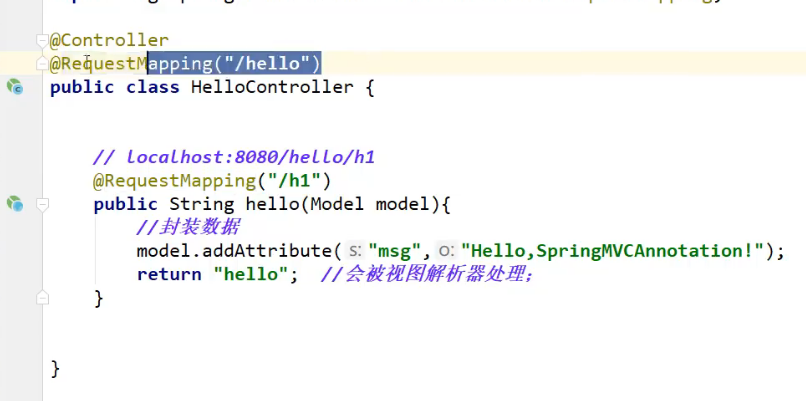 @Controller
@RequestMapping("/hello")
public class HelloController {
// localhost:8080/hello/h1
@RequestMapping("/h1")
public String hello(Model model){
//封装数据
model.addAttribute( s: "msg", o: "Hello,SpringMVCAnnotation!");
return "hello"; //会被视图解析器处理;
}
}